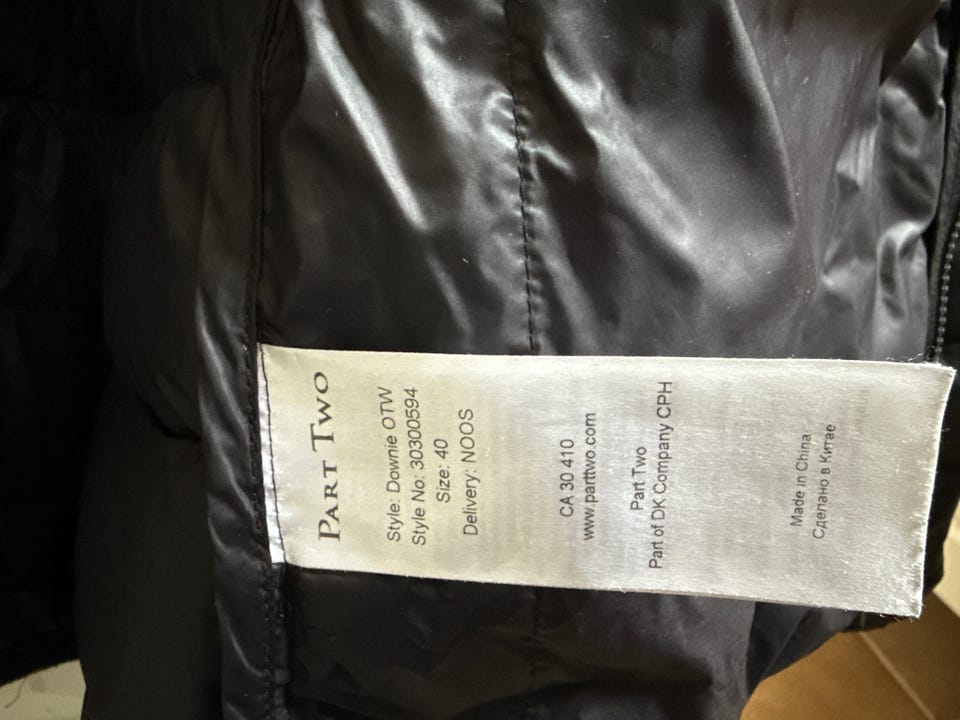 PART TWO
Style: Downie OTW
Style No: 30300594
Size: 40
Delivery: NOOS
CA 30 410
www.parttwo.com
Part Two
Part of DK Company CPH
Made in China
Сделано в Китае